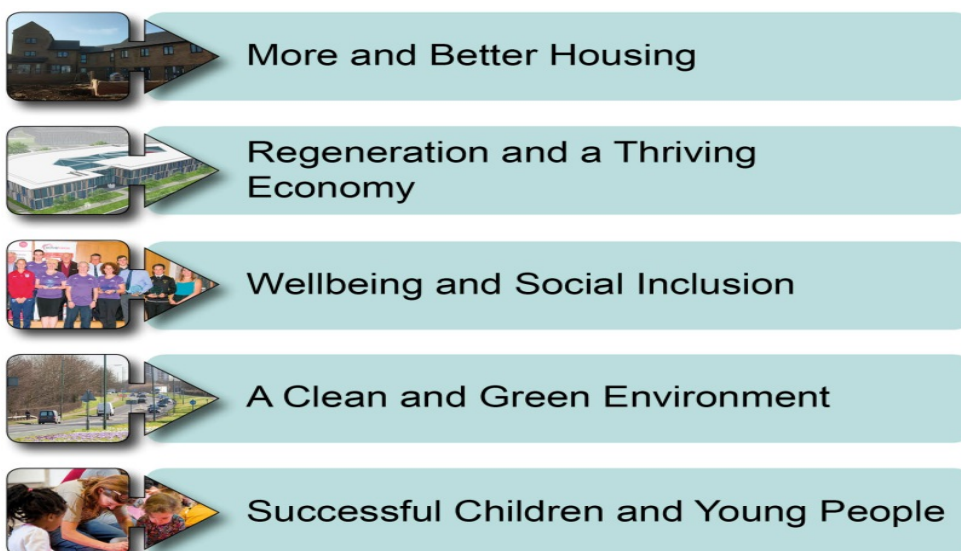 More and Better Housing
Regeneration and a Thriving
Economy
Wellbeing and Social Inclusion
A Clean and Green Environment
Successful Children and Young People